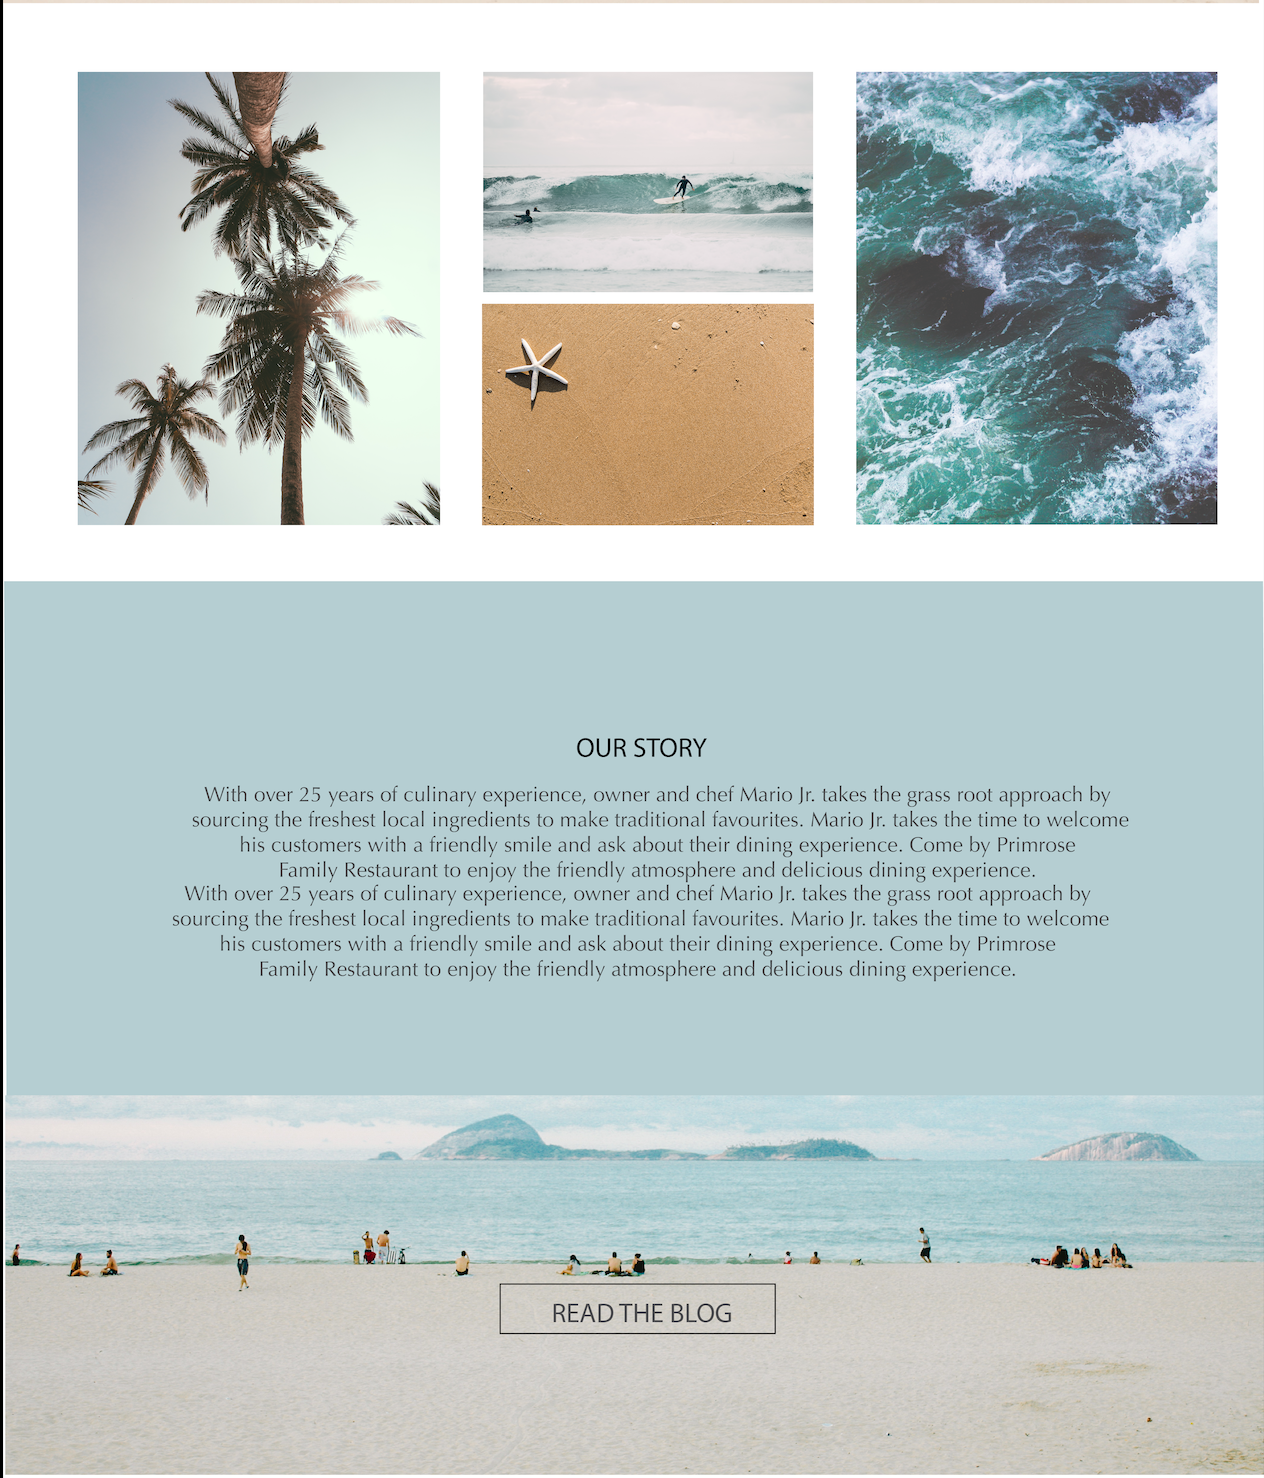 OUR STORY
With over 25 years of culinary experience, owner and chef Mario Jr. takes the grass root approach by
sourcing the freshest local ingredients to make traditional favourites. Mario Jr. takes the time to welcome
his customers with a friendly smile and ask about their dining experience. Come by Primrose
Family Restaurant to enjoy the friendly atmosphere and delicious dining experience.
With over 25 years of culinary experience, owner and chef Mario Jr. takes the grass root approach by
sourcing the freshest local ingredients to make traditional favourites. Mario Jr. takes the time to welcome
his customers with a friendly smile and ask about their dining experience. Come by Primrose
Family Restaurant to enjoy the friendly atmosphere and delicious dining experience.
READ THE BLOG